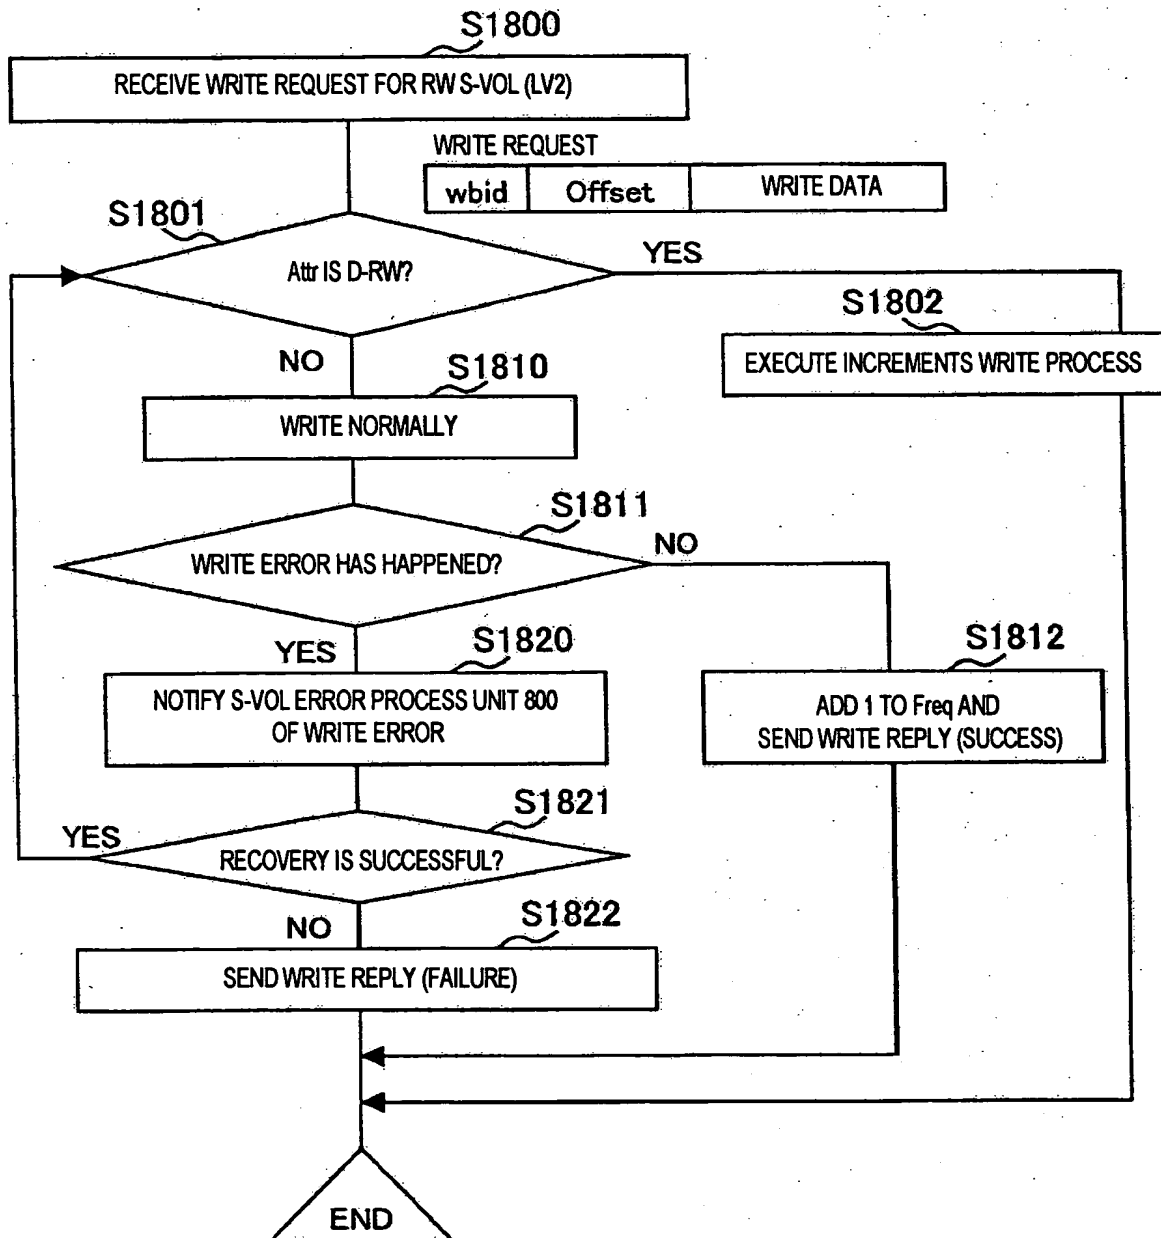 S1800
RECEIVE WRITE REQUEST FOR RW S-VOL (LV2)
WRITE REQUEST
wbid Offset WRITE DATA
S1801
Attr IS D-RW?
YES
S1802
EXECUTE INCREMENTS WRITE PROCESS
NO
S1810
WRITE NORMALLY
S1811
WRITE ERROR HAS HAPPENED?
NO
YES
S1820
NOTIFY S-VOL ERROR PROCESS UNIT 800
OF WRITE ERROR
S1812
ADD 1 TO Freq AND
SEND WRITE REPLY (SUCCESS)
S1821
YES
RECOVERY IS SUCCESSFUL?
NO
S1822
SEND WRITE REPLY (FAILURE)
END